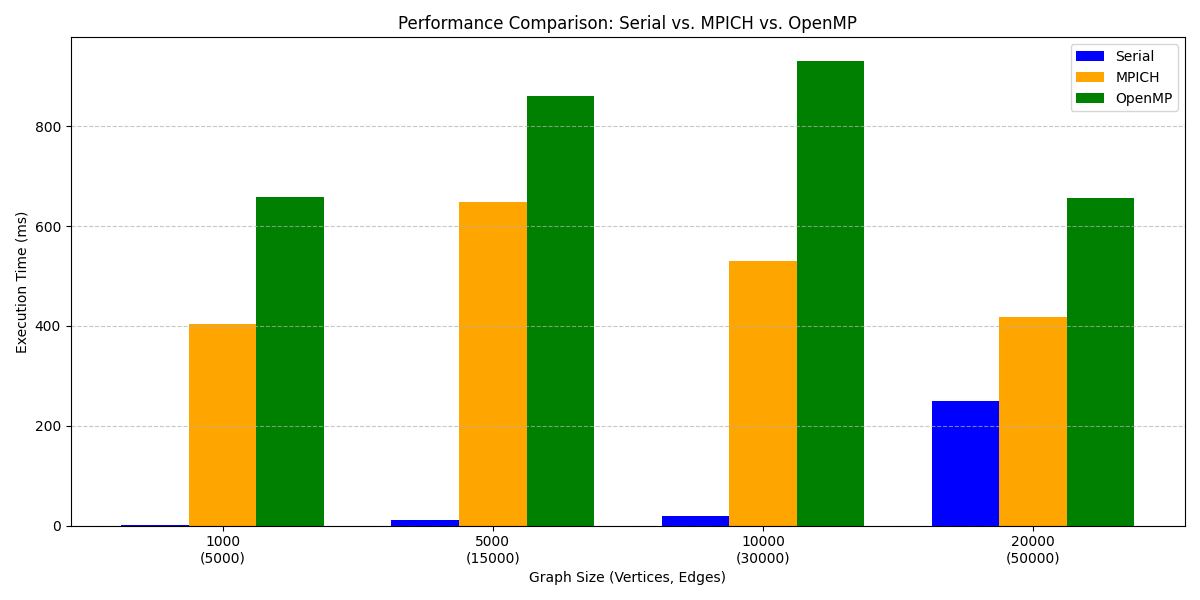 Performance Comparison: Serial vs. MPICH vs. OpenMP
Serial
MPICH
OpenMP
Execution Time (ms)
800
600
400
200
0
1000
(5000)
5000
(15000)
10000
(30000)
20000
(50000)
Graph Size (Vertices, Edges)